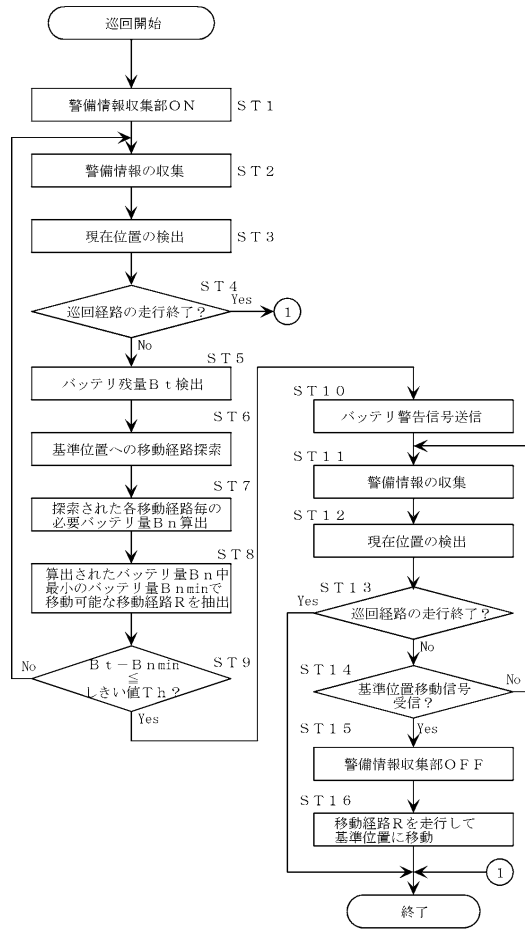 巡回開始
警備情報収集部ON
ST1
警備情報の収集
ST2
現在位置の検出
ST3
ST4
巡回経路の走行終了？
Yes
1
No
ST5
バッテリ残量Bt検出
ST6
基準位置への移動経路探索
ST7
探索された各移動経路毎の
必要バッテリ量Bn算出
ST8
算出されたバッテリ量Bn中
最小のバッテリ量Bnminで
移動可能な移動経路Rを抽出
ST9
Bt－Bnmin
≦
しきい値Th？
No
Yes
ST10
バッテリ警告信号送信
ST11
警備情報の収集
ST12
現在位置の検出
ST13
巡回経路の走行終了？
Yes
No
ST14
基準位置移動信号
受信？
No
Yes
ST15
警備情報収集部OFF
ST16
移動経路Rを走行して
基準位置に移動
1
終了